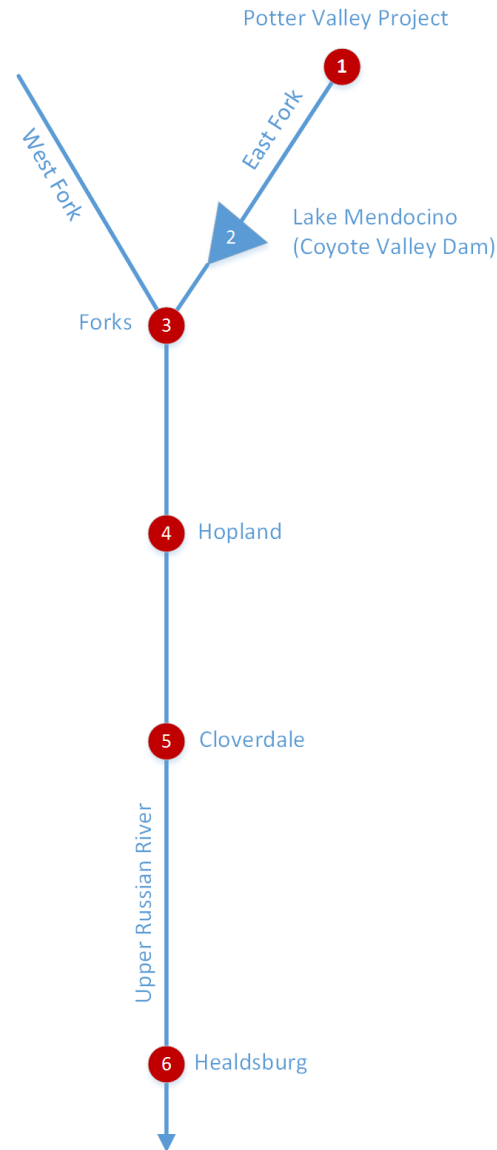 Potter Valley Project
1
West Fork
East Fork
2
Lake Mendocino
(Coyote Valley Dam)
Forks
3
4
Hopland
5
Cloverdale
Upper Russian River
6
Healdsburg